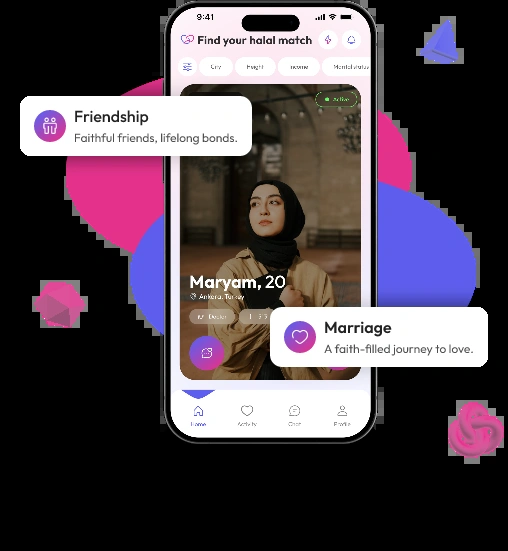 9:41
Find your halal match
City
Height
Income
Marital status
Active
Friendship
Faithful friends, lifelong bonds.
Maryam, 20
Ankara, Turkey
Doctor
Marriage
A faith-filled journey to love.
Home
Activity
Chat
Profile